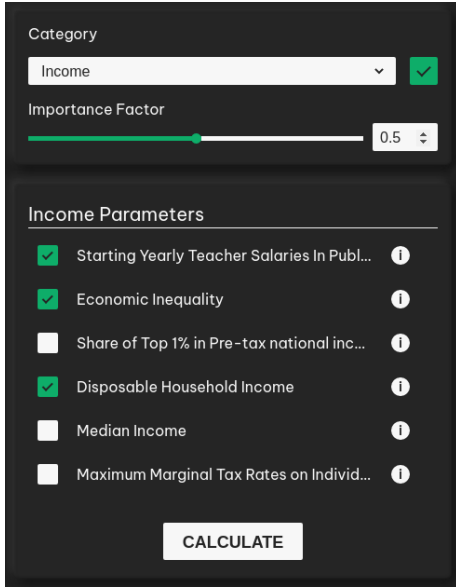 Category
Income
Importance Factor
0.5
Income Parameters
Starting Yearly Teacher Salaries In Publ... i
Economic Inequality i
Share of Top 1% in Pre-tax national inc... i
Disposable Household Income i
Median Income i
Maximum Marginal Tax Rates on Individ... i
CALCULATE